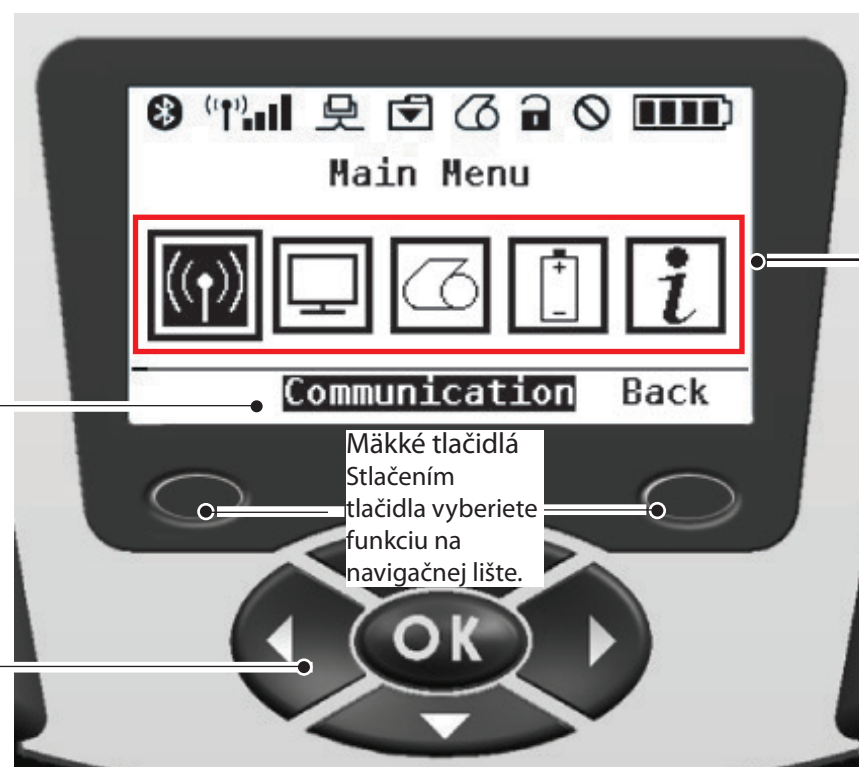 Main Menu
Communication Back
Mäkké tlačidlá
Stlačením
tlačidla vyberiete
funkciu na
navigačnej lište.
OK